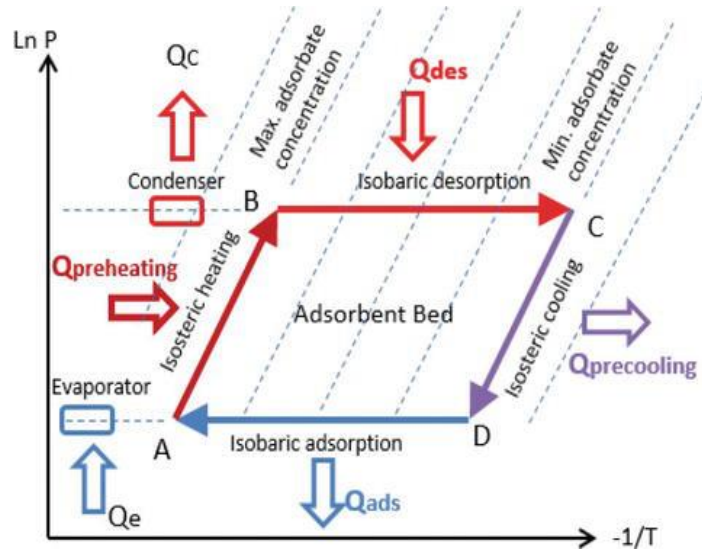 Ln P
Qc
Qdes
Max. adsorbate
concentration
Min. adsorbate
concentration
Condenser
B
Isobaric desorption
C
Qpreheating
Isosteric heating
Adsorbent Bed
Isosteric cooling
Qprecooling
Evaporator
A
Isobaric adsorption
D
Qe
Qads
-1/T